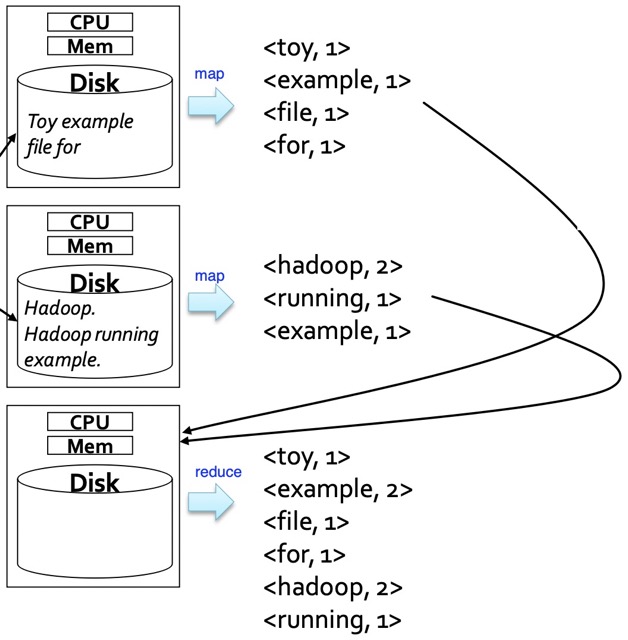 CPU
Mem
Disk
Toy example
file for
map
<toy, 1>
<example, 1>
<file, 1>
<for, 1>
CPU
Mem
Disk
Hadoop.
Hadoop running
example.
map
<hadoop, 2>
<running, 1>
<example, 1>
CPU
Mem
Disk
reduce
<toy, 1>
<example, 2>
<file, 1>
<for, 1>
<hadoop, 2>
<running, 1>